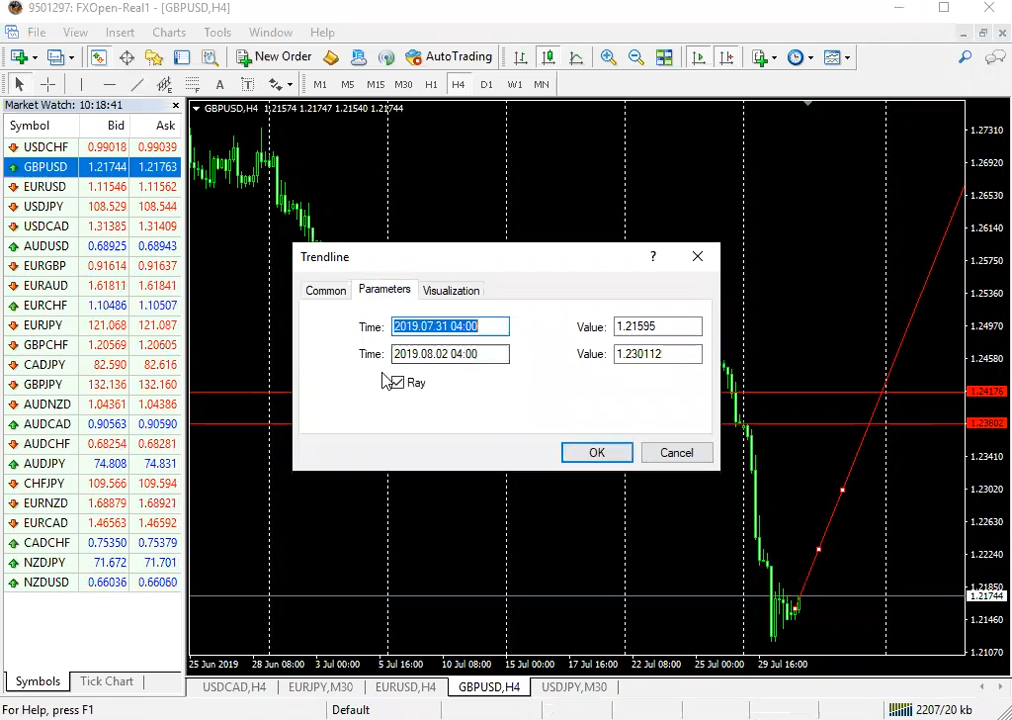 9501297: FXOpen-Real1 - [GBPUSD,H4]
File View Insert Charts Tools Window Help
New Order AutoTrading
A T M1 M5 M15 M30 H1 H4 D1 W1 MN
Market Watch: 10:18:41
Symbol Bid Ask
USDCHF 0.99018 0.99039
GBPUSD 1.21744 1.21763
EURUSD 1.11546 1.11562
USDJPY 108.529 108.544
USDCAD 1.31385 1.31409
AUDUSD 0.68925 0.68943
EURGBP 0.91614 0.91637
EURAUD 1.61811 1.61841
EURCHF 1.10486 1.10507
EURJPY 121.068 121.087
GBPCHF 1.20569 1.20605
CADJPY 82.590 82.616
GBPJPY 132.136 132.160
AUDNZD 1.04361 1.04386
AUDCAD 0.90563 0.90590
AUDCHF 0.68254 0.68281
AUDJPY 74.808 74.831
CHFJPY 109.566 109.594
EURNZD 1.68879 1.68921
EURCAD 1.46563 1.46592
CADCHF 0.75350 0.75379
NZDJPY 71.672 71.701
NZDUSD 0.66036 0.66060
Symbols Tick Chart
GBPUSD,H4 1.21574 1.21747 1.21540 1.21744
Trendline ?
Common Parameters Visualization
Time: 2019.07.31 04:00 Value: 1.21595
Time: 2019.08.02 04:00 Value: 1.230112
Ray
OK Cancel
1.27310
1.26920
1.26530
1.26140
1.25750
1.25360
1.24970
1.24580
1.24176
1.23802
1.23410
1.23020
1.22630
1.22240
1.21850
1.21744
1.21460
1.21070
25 Jun 2019 28 Jun 08:00 3 Jul 00:00 5 Jul 16:00 10 Jul 08:00 15 Jul 00:00 17 Jul 16:00 22 Jul 08:00 25 Jul 00:00 29 Jul 16:00
USDCAD,H4 EURJPY,M30 EURUSD,H4 GBPUSD,H4 USDJPY,M30
For Help, press F1 Default 2207/20 kb